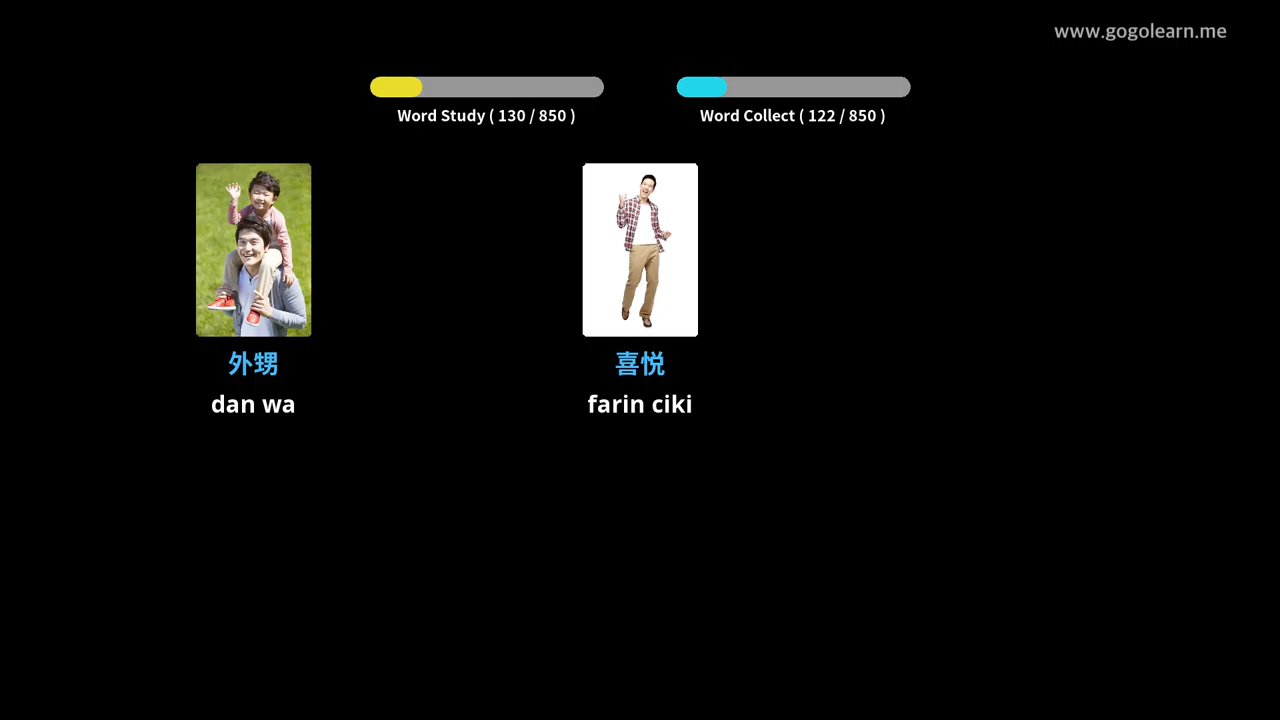 www.gogolearn.me
Word Study ( 130 / 850 )
Word Collect ( 122 / 850 )
外甥
dan wa
喜悦
farin ciki